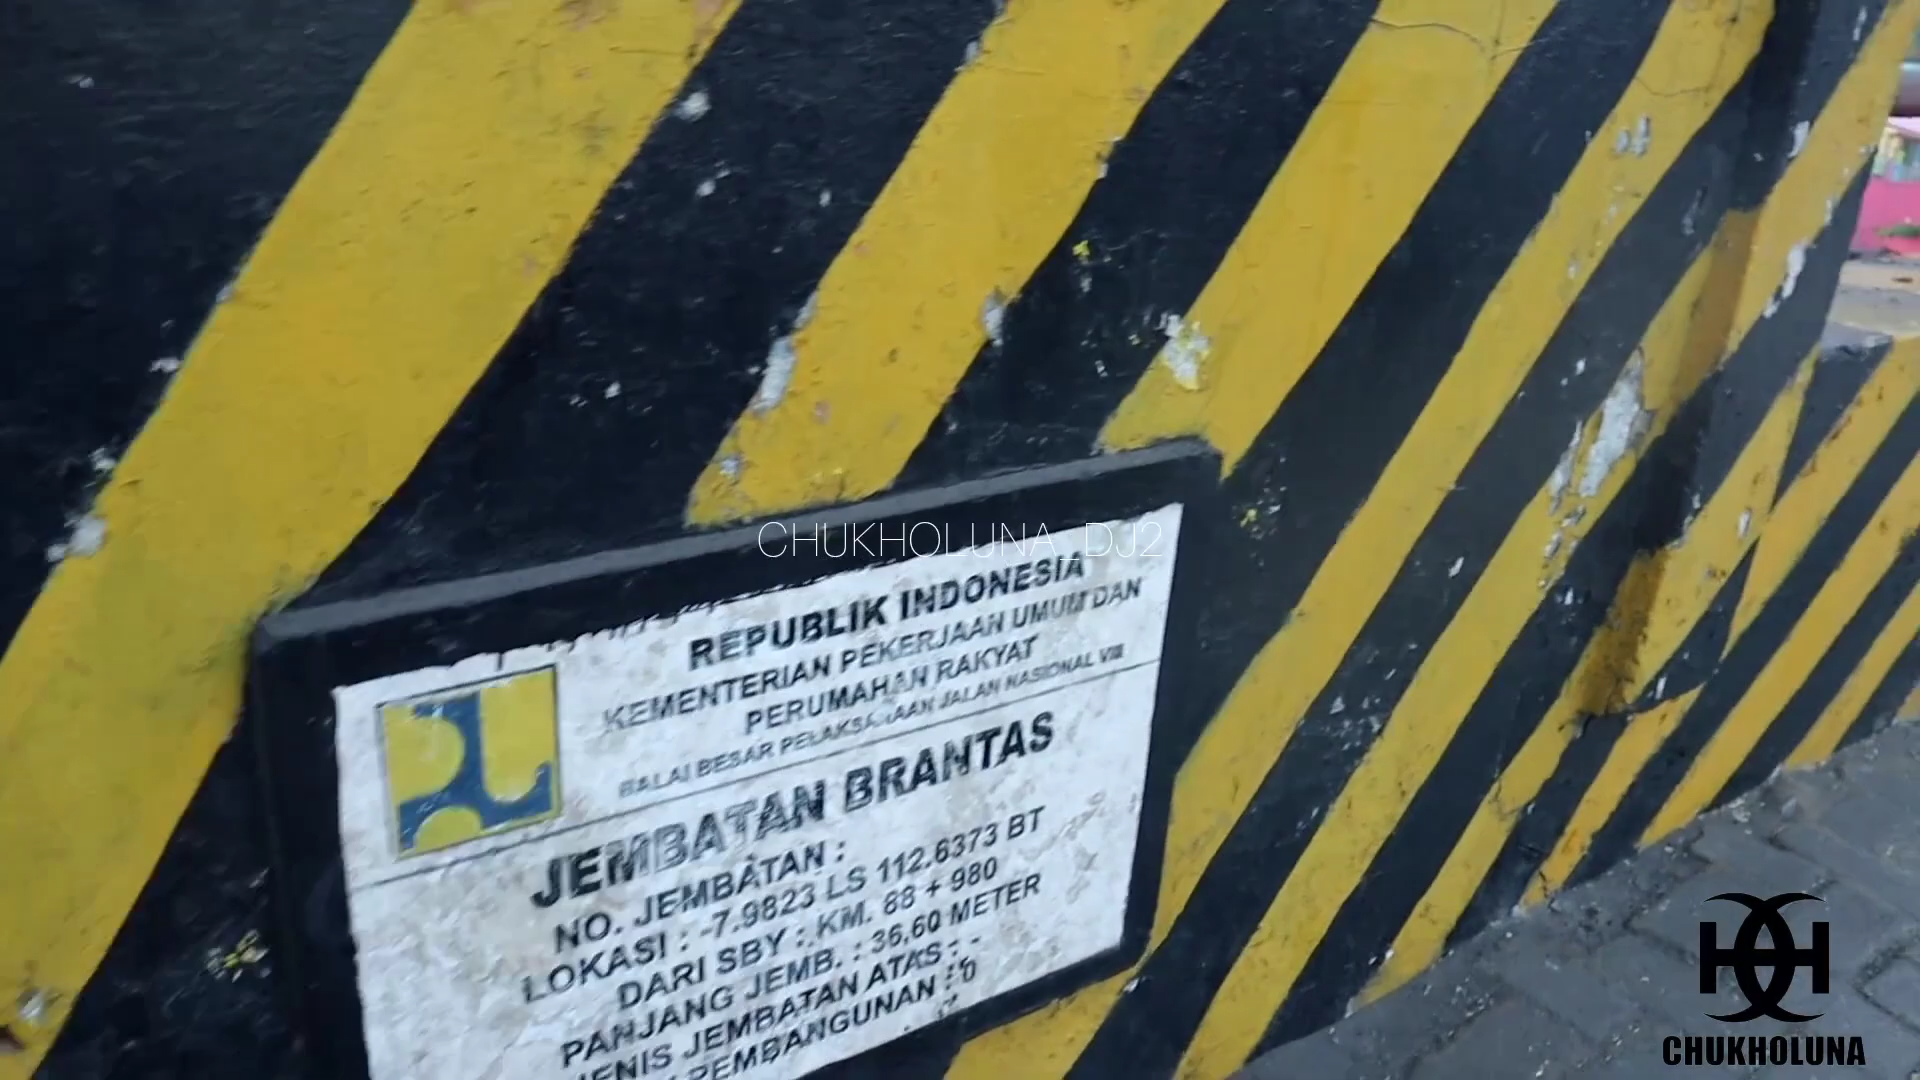 CHUKHOLUNA_DJ2
REPUBLIK INDONESIA
KEMENTERIAN PEKERJAAN UMUM DAN
PERUMAHAN RAKYAT
BALAI BESAR PELAKSANAAN JALAN NASIONAL VIII
JEMBATAN BRANTAS
NO. JEMBATAN :
LOKASI : -7.9823 LS 112.6373 BT
DARI SBY : KM. 88 + 980
PANJANG JEMB. : 36,60 METER
JENIS JEMBATAN ATAS : -
PEMBANGUNAN : 0
CHUKHOLUNA